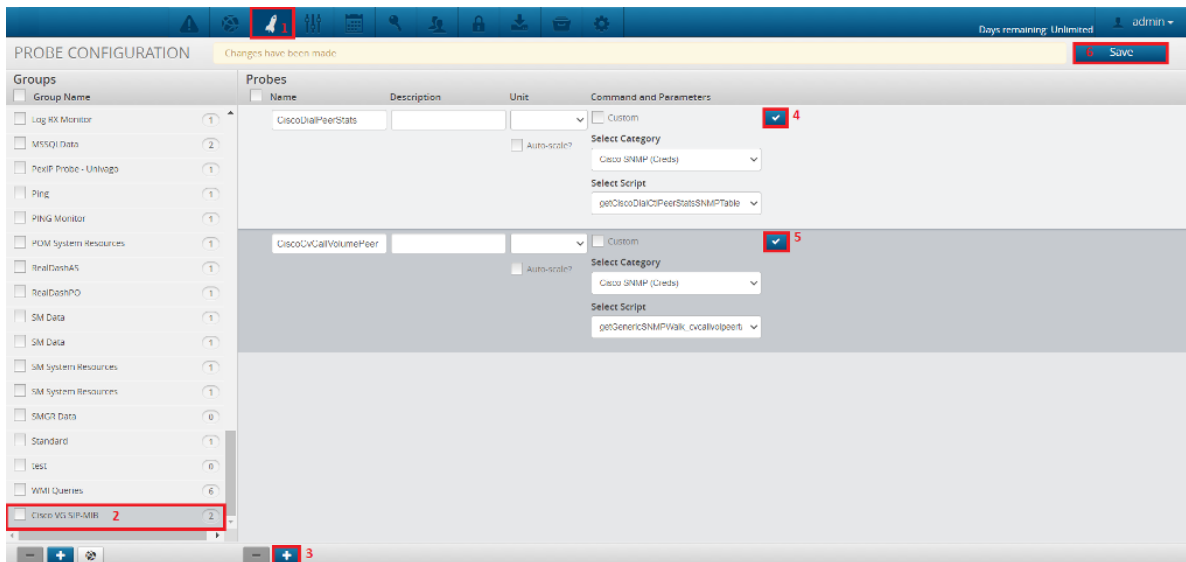 1
Days remaining: Unlimited
admin
PROBE CONFIGURATION
Changes have been made
6 Save
Groups
Group Name
Log RX Monitor 1
MSSQLData 2
PexIP Probe - Univago 1
Ping 1
PING Monitor 1
POM System Resources 1
RealDashAS 1
RealDashPO 1
SM Data 1
SM Data 1
SM System Resources 1
SM System Resources 1
SMGR Data 0
Standard 1
test 0
WMI Queries 6
Cisco VG SIP-MIB 2 2
Probes
Name Description Unit Command and Parameters
CiscoDialPeerStats
Custom
4
Auto-scale?
Select Category
Cisco SNMP (Creds)
Select Script
getCiscoDialCtlPeerStatsSNMPTable
CiscoCvCallVolumePeer
Custom
5
Auto-scale?
Select Category
Cisco SNMP (Creds)
Select Script
3